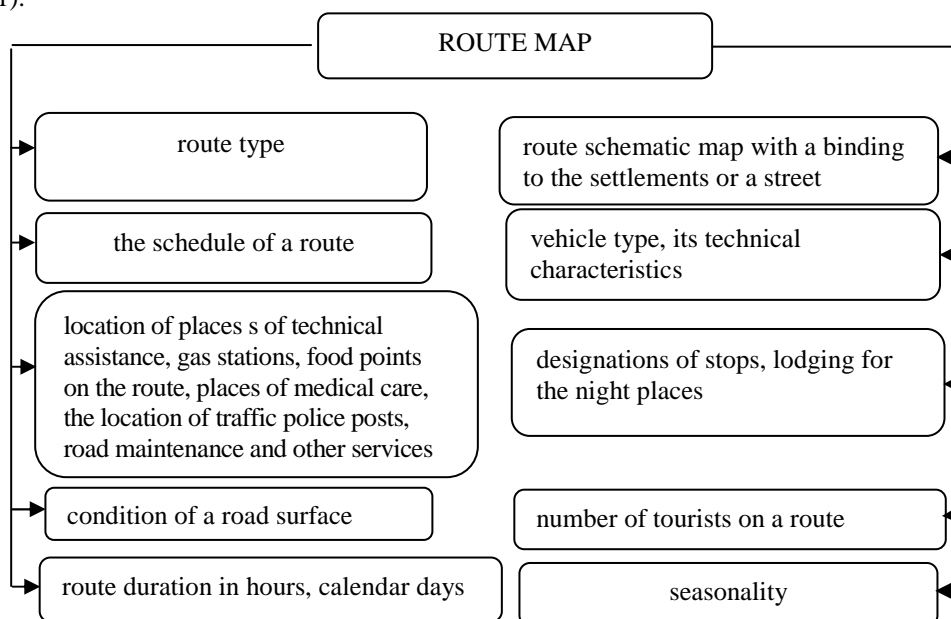 1).
ROUTE MAP
route type
the schedule of a route
location of places s of technical
assistance, gas stations, food points
on the route, places of medical care,
the location of traffic police posts,
road maintenance and other services
condition of a road surface
route duration in hours, calendar days
route schematic map with a binding
to the settlements or a street
vehicle type, its technical
characteristics
designations of stops, lodging for
the night places
number of tourists on a route
seasonality